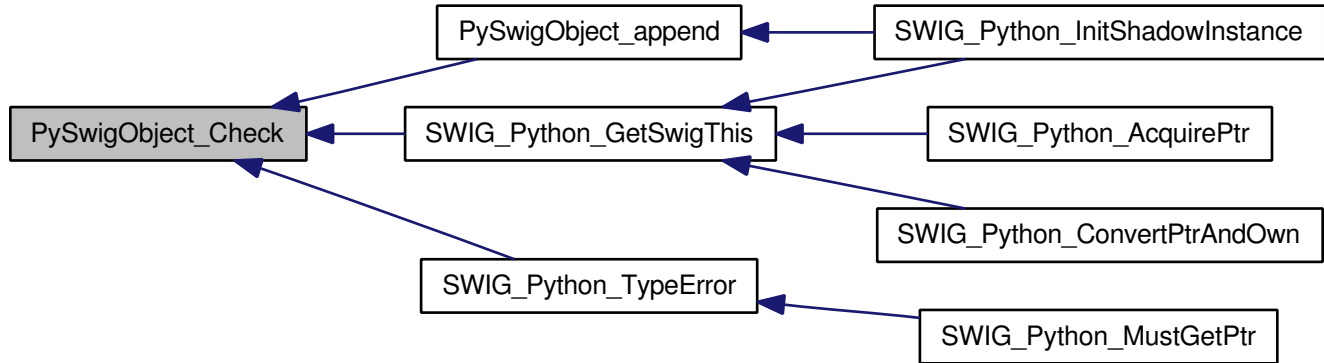 PySwigObject_append
SWIG_Python_InitShadowInstance
PySwigObject_Check
SWIG_Python_GetSwigThis
SWIG_Python_AcquirePtr
SWIG_Python_ConvertPtrAndOwn
SWIG_Python_TypeError
SWIG_Python_MustGetPtr